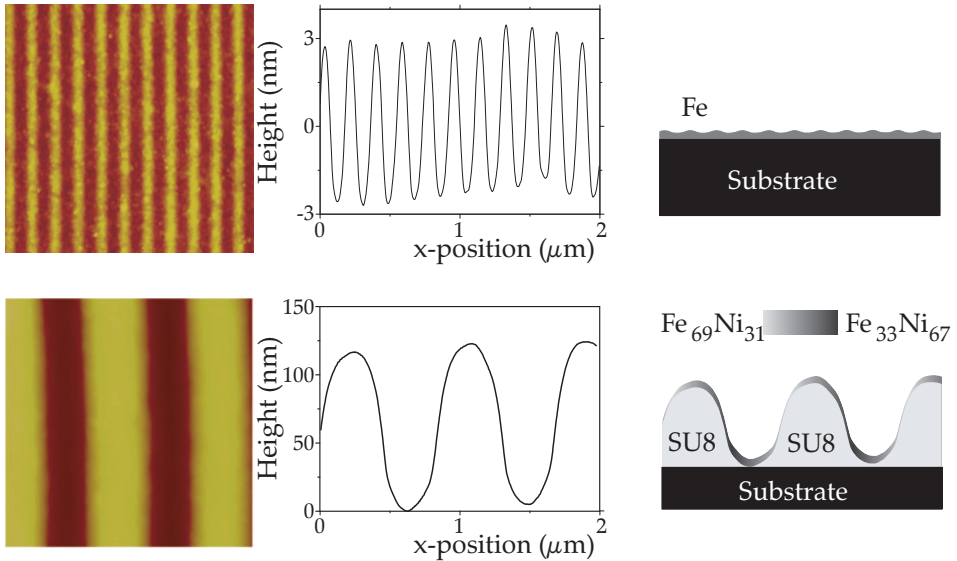 Height (nm)
3
0
-3
0
1
2
x-position (μm)
Fe
Substrate
Height (nm)
150
100
50
0
0
1
2
x-position (μm)
Fe69Ni31
Fe33Ni67
SU8
SU8
Substrate